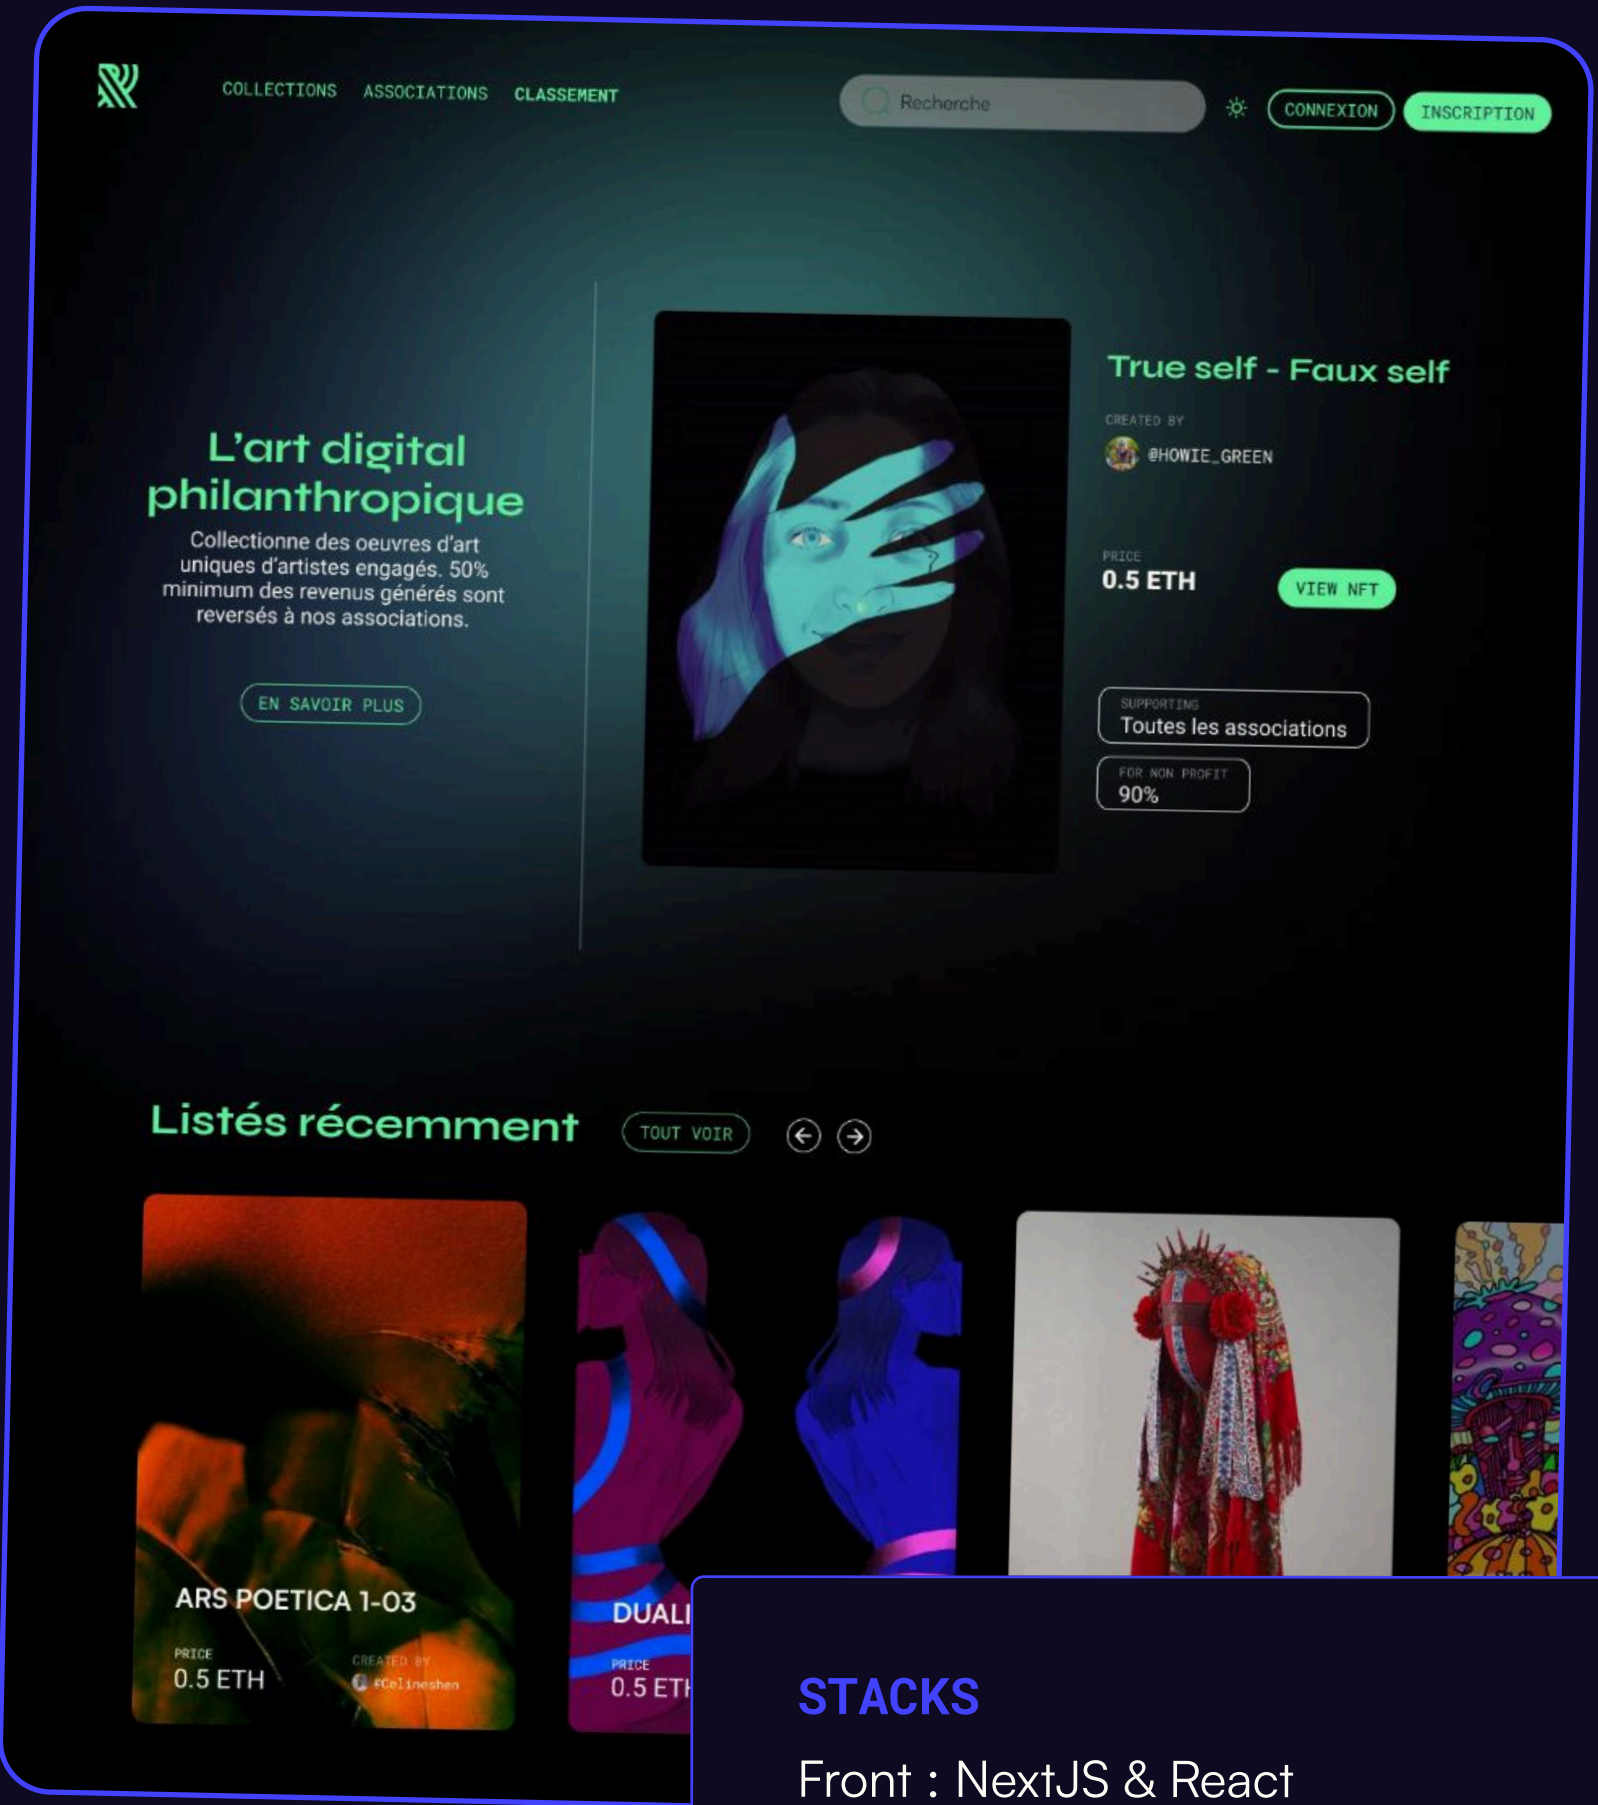 COLLECTIONS ASSOCIATIONS CLASSEMENT
Recherche
CONNEXION
INSCRIPTION
L'art digital
philanthropique
Collectionne des oeuvres d'art
uniques d'artistes engagés. 50%
minimum des revenus générés sont
reversés à nos associations.
EN SAVOIR PLUS
True self - Faux self
CREATED BY
@HOWIE_GREEN
PRICE
0.5 ETH
VIEW NFT
SUPPORTING
Toutes les associations
FOR NON PROFIT
90%
Listés récemment
TOUT VOIR
ARS POETICA 1-03
PRICE
0.5 ETH
CREATED BY
@Celineshen
DUALI
PRICE
0.5 ETH
STACKS
Front : NextJS & React